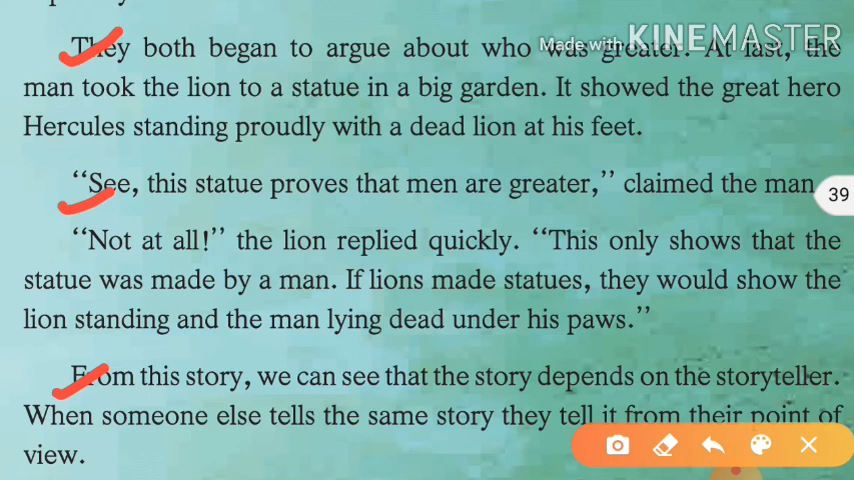 They both began to argue about who was greater. At last, the
Made with KINEMASTER
man took the lion to a statue in a big garden. It showed the great hero
Hercules standing proudly with a dead lion at his feet.
“See, this statue proves that men are greater,” claimed the man
39
“Not at all!” the lion replied quickly. “This only shows that the
statue was made by a man. If lions made statues, they would show the
lion standing and the man lying dead under his paws.”
From this story, we can see that the story depends on the storyteller.
When someone else tells the same story they tell it from their point of
view.